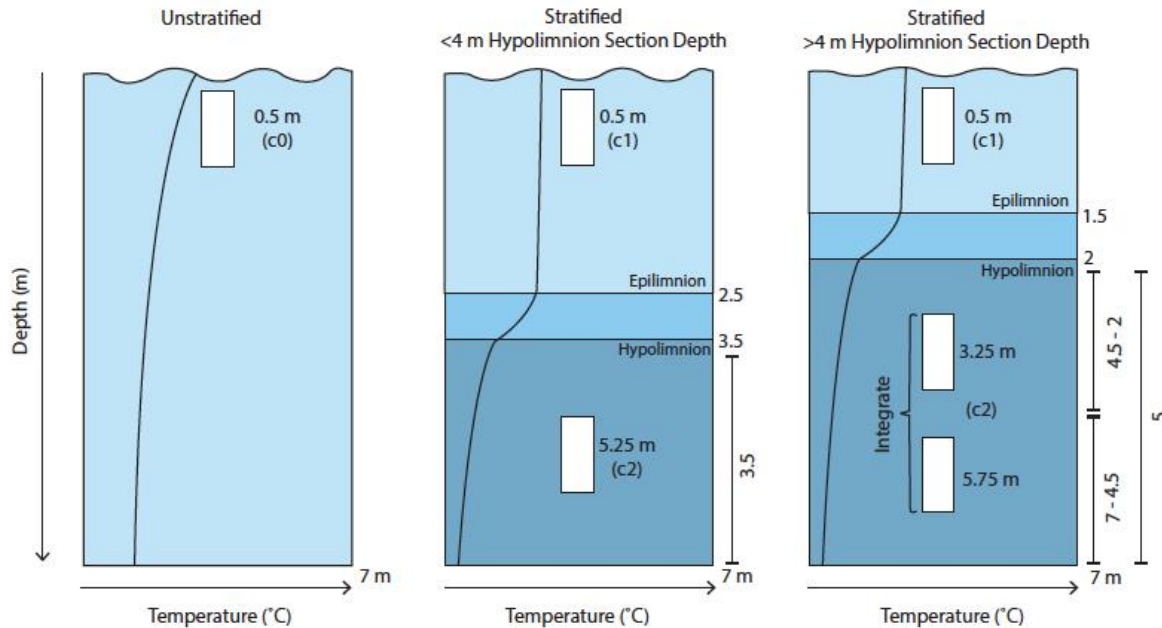 Unstratified
Stratified
<4 m Hypolimnion Section Depth
Stratified
>4 m Hypolimnion Section Depth
Depth (m)
0.5 m
(c0)
7 m
Temperature (˚C)
0.5 m
(c1)
Epilimnion
2.5
3.5
Hypolimnion
5.25 m
(c2)
3.5
7 m
Temperature (˚C)
0.5 m
(c1)
Epilimnion
1.5
2
Hypolimnion
3.25 m
(c2)
5.75 m
Integrate
4.5 - 2
7 - 4.5
5
7 m
Temperature (˚C)